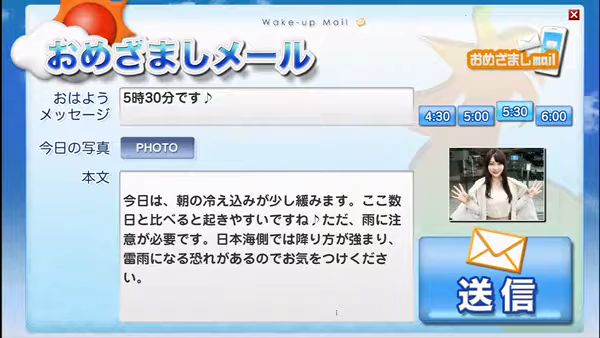 Wake-up Mail
おめざましメール
おめざましmail
おはよう
メッセージ
5時30分です♪
4:30
5:00
5:30
6:00
今日の写真
PHOTO
本文
今日は、朝の冷え込みが少し緩みます。ここ数
日と比べると起きやすいですね♪ただ、雨に注
意が必要です。日本海側では降り方が強まり、
雷雨になる恐れがあるのでお気をつけくださ
い。
送信